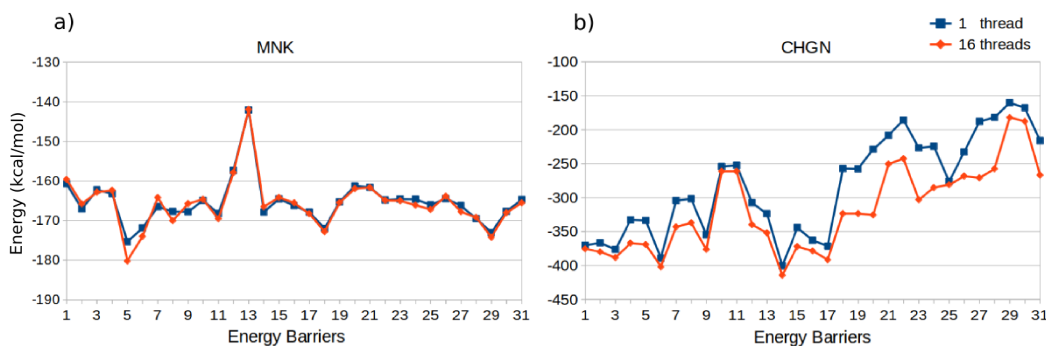 a)
MNK
Energy (kcal/mol)
-130
-140
-150
-160
-170
-180
-190
1 3 5 7 9 11 13 15 17 19 21 23 25 27 29 31
Energy Barriers
b)
CHGN
1 thread
16 threads
-100
-150
-200
-250
-300
-350
-400
-450
1 3 5 7 9 11 13 15 17 19 21 23 25 27 29 31
Energy Barriers